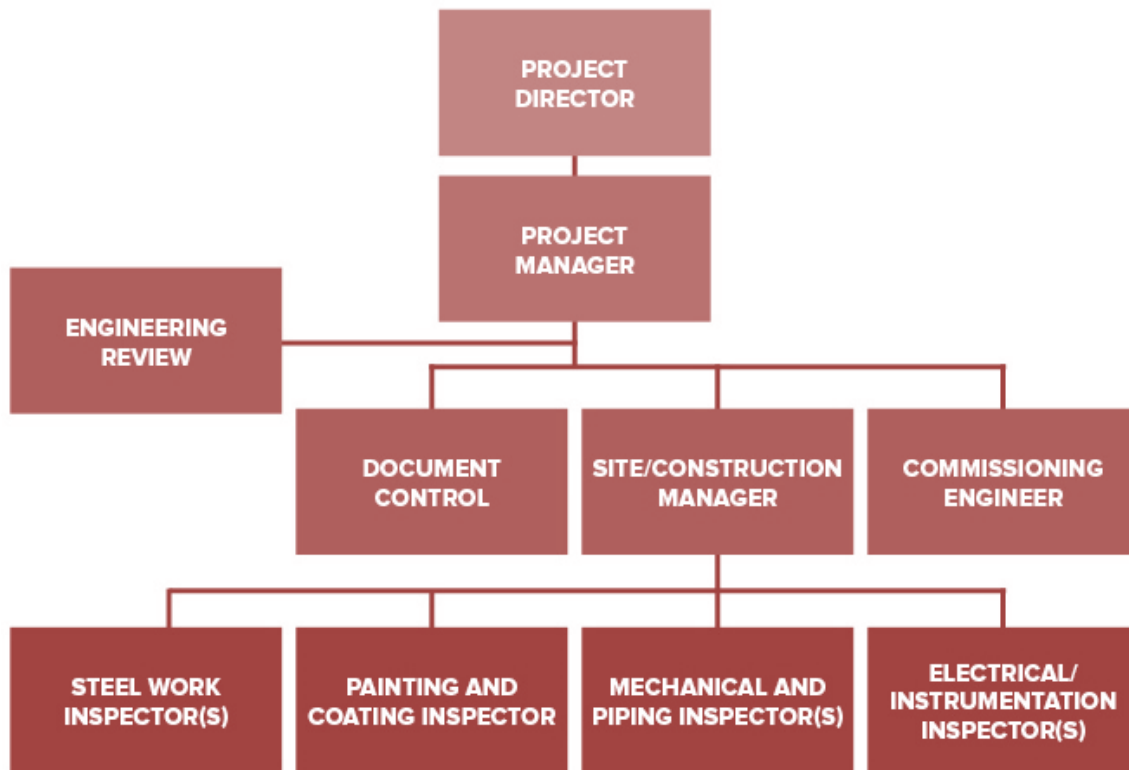 PROJECT
DIRECTOR
PROJECT
MANAGER
ENGINEERING
REVIEW
DOCUMENT
CONTROL
SITE/CONSTRUCTION
MANAGER
COMMISSIONING
ENGINEER
STEEL WORK
INSPECTOR(S)
PAINTING AND
COATING INSPECTOR
MECHANICAL AND
PIPING INSPECTOR(S)
ELECTRICAL/
INSTRUMENTATION
INSPECTOR(S)